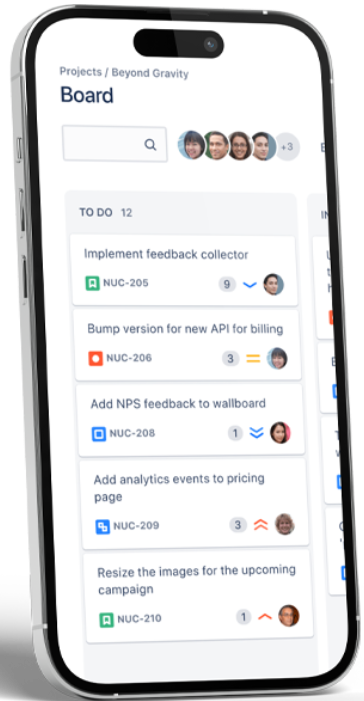 Projects / Beyond Gravity
Board
+3
TO DO 12
Implement feedback collector
NUC-205 9
Bump version for new API for billing
NUC-206 3
Add NPS feedback to wallboard
NUC-208 1
Add analytics events to pricing
page
NUC-209 3
Resize the images for the upcoming
campaign
NUC-210 1